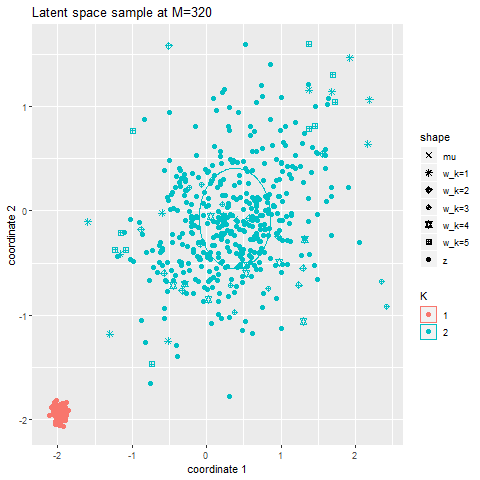 Latent space sample at M=320
coordinate 2
1
0
-1
-2
-2
-1
0
1
2
coordinate 1
shape
mu
w_k=1
w_k=2
w_k=3
w_k=4
w_k=5
z
K
1
2